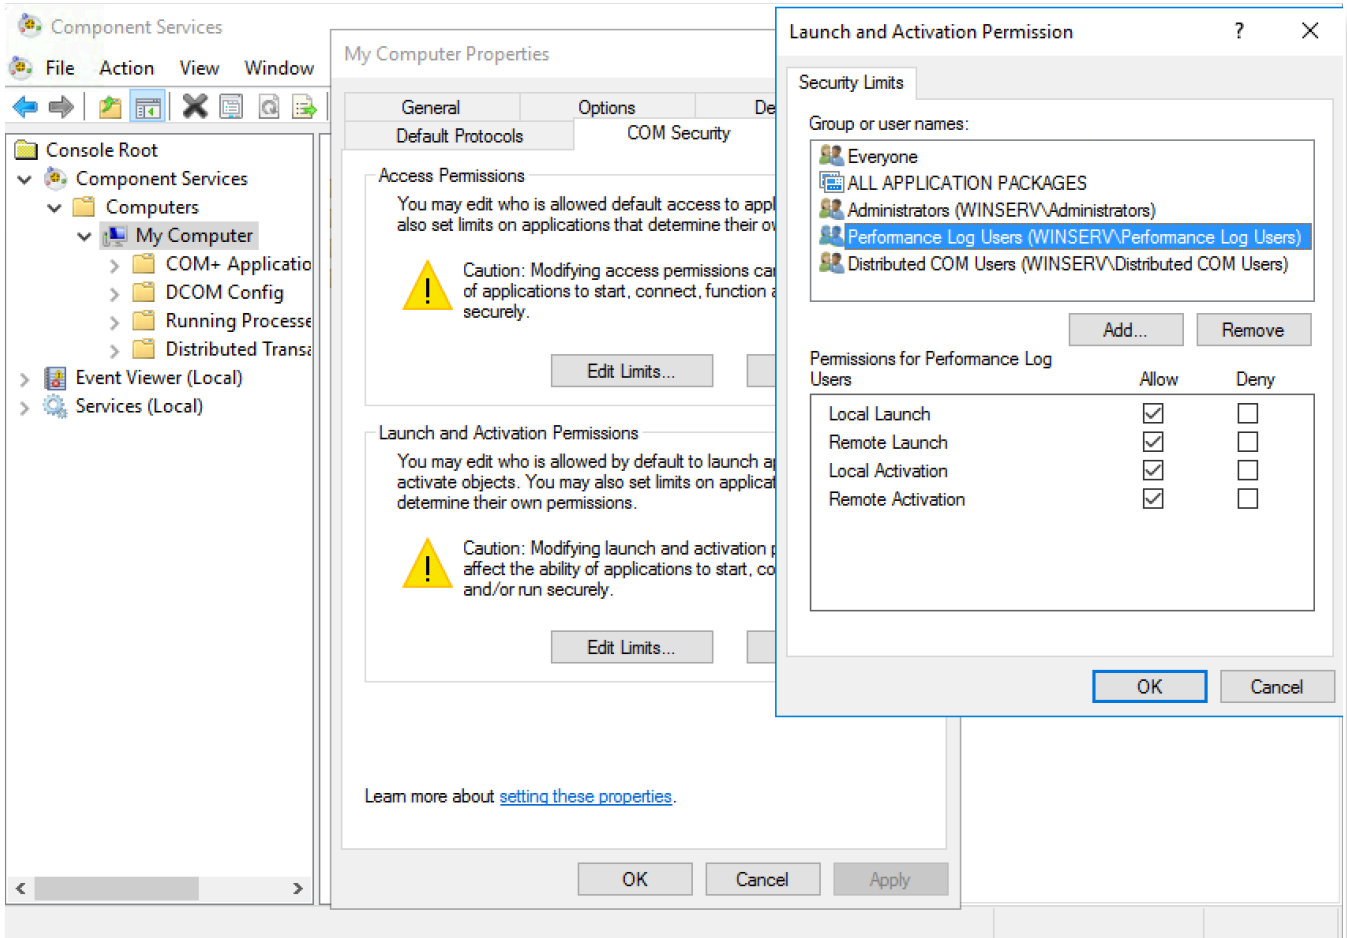 Component Services
File Action View Window
Console Root
Component Services
Computers
My Computer
COM+ Applicatio
DCOM Config
Running Processe
Distributed Transa
Event Viewer (Local)
Services (Local)
My Computer Properties
General Options De
Default Protocols COM Security
Access Permissions
You may edit who is allowed default access to appl
also set limits on applications that determine their ow
Caution: Modifying access permissions ca
of applications to start, connect, function a
securely.
Edit Limits...
Launch and Activation Permissions
You may edit who is allowed by default to launch ap
activate objects. You may also set limits on applicat
determine their own permissions.
Caution: Modifying launch and activation p
affect the ability of applications to start, co
and/or run securely.
Edit Limits...
Learn more about setting these properties.
OK Cancel Apply
Launch and Activation Permission ?
Security Limits
Group or user names:
Everyone
ALL APPLICATION PACKAGES
Administrators (WINSERV\Administrators)
Performance Log Users (WINSERV\Performance Log Users)
Distributed COM Users (WINSERV\Distributed COM Users)
Add... Remove
Permissions for Performance Log
Users Allow Deny
Local Launch
Remote Launch
Local Activation
Remote Activation
OK Cancel